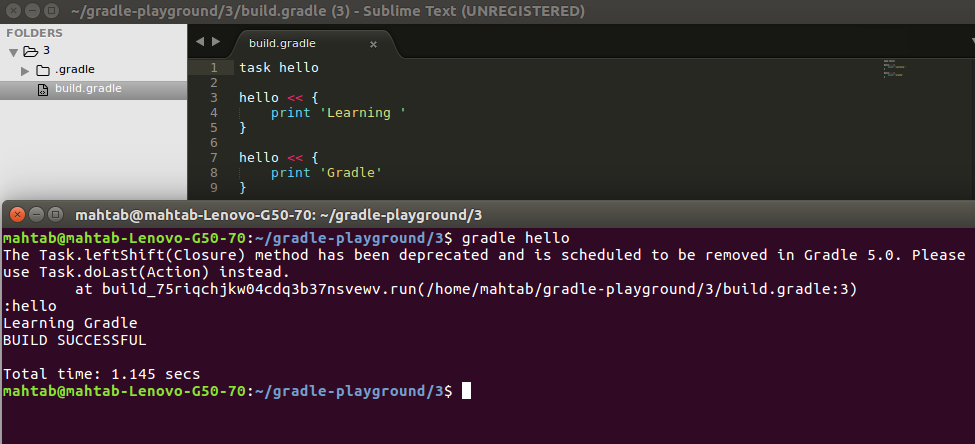 ~/gradle-playground/3/build.gradle (3) - Sublime Text (UNREGISTERED)
FOLDERS
3
.gradle
build.gradle
build.gradle ×
1 task hello
2
3 hello << {
4 print 'Learning '
5 }
6
7 hello << {
8 print 'Gradle'
9 }
mahtab@mahtab-Lenovo-G50-70: ~/gradle-playground/3
mahtab@mahtab-Lenovo-G50-70:~/gradle-playground/3$ gradle hello
The Task.leftShift(Closure) method has been deprecated and is scheduled to be removed in Gradle 5.0. Please
use Task.doLast(Action) instead.
at build_75riqchjkw04cdq3b37nsvewv.run(/home/mahtab/gradle-playground/3/build.gradle:3)
:hello
Learning Gradle
BUILD SUCCESSFUL
Total time: 1.145 secs
mahtab@mahtab-Lenovo-G50-70:~/gradle-playground/3$